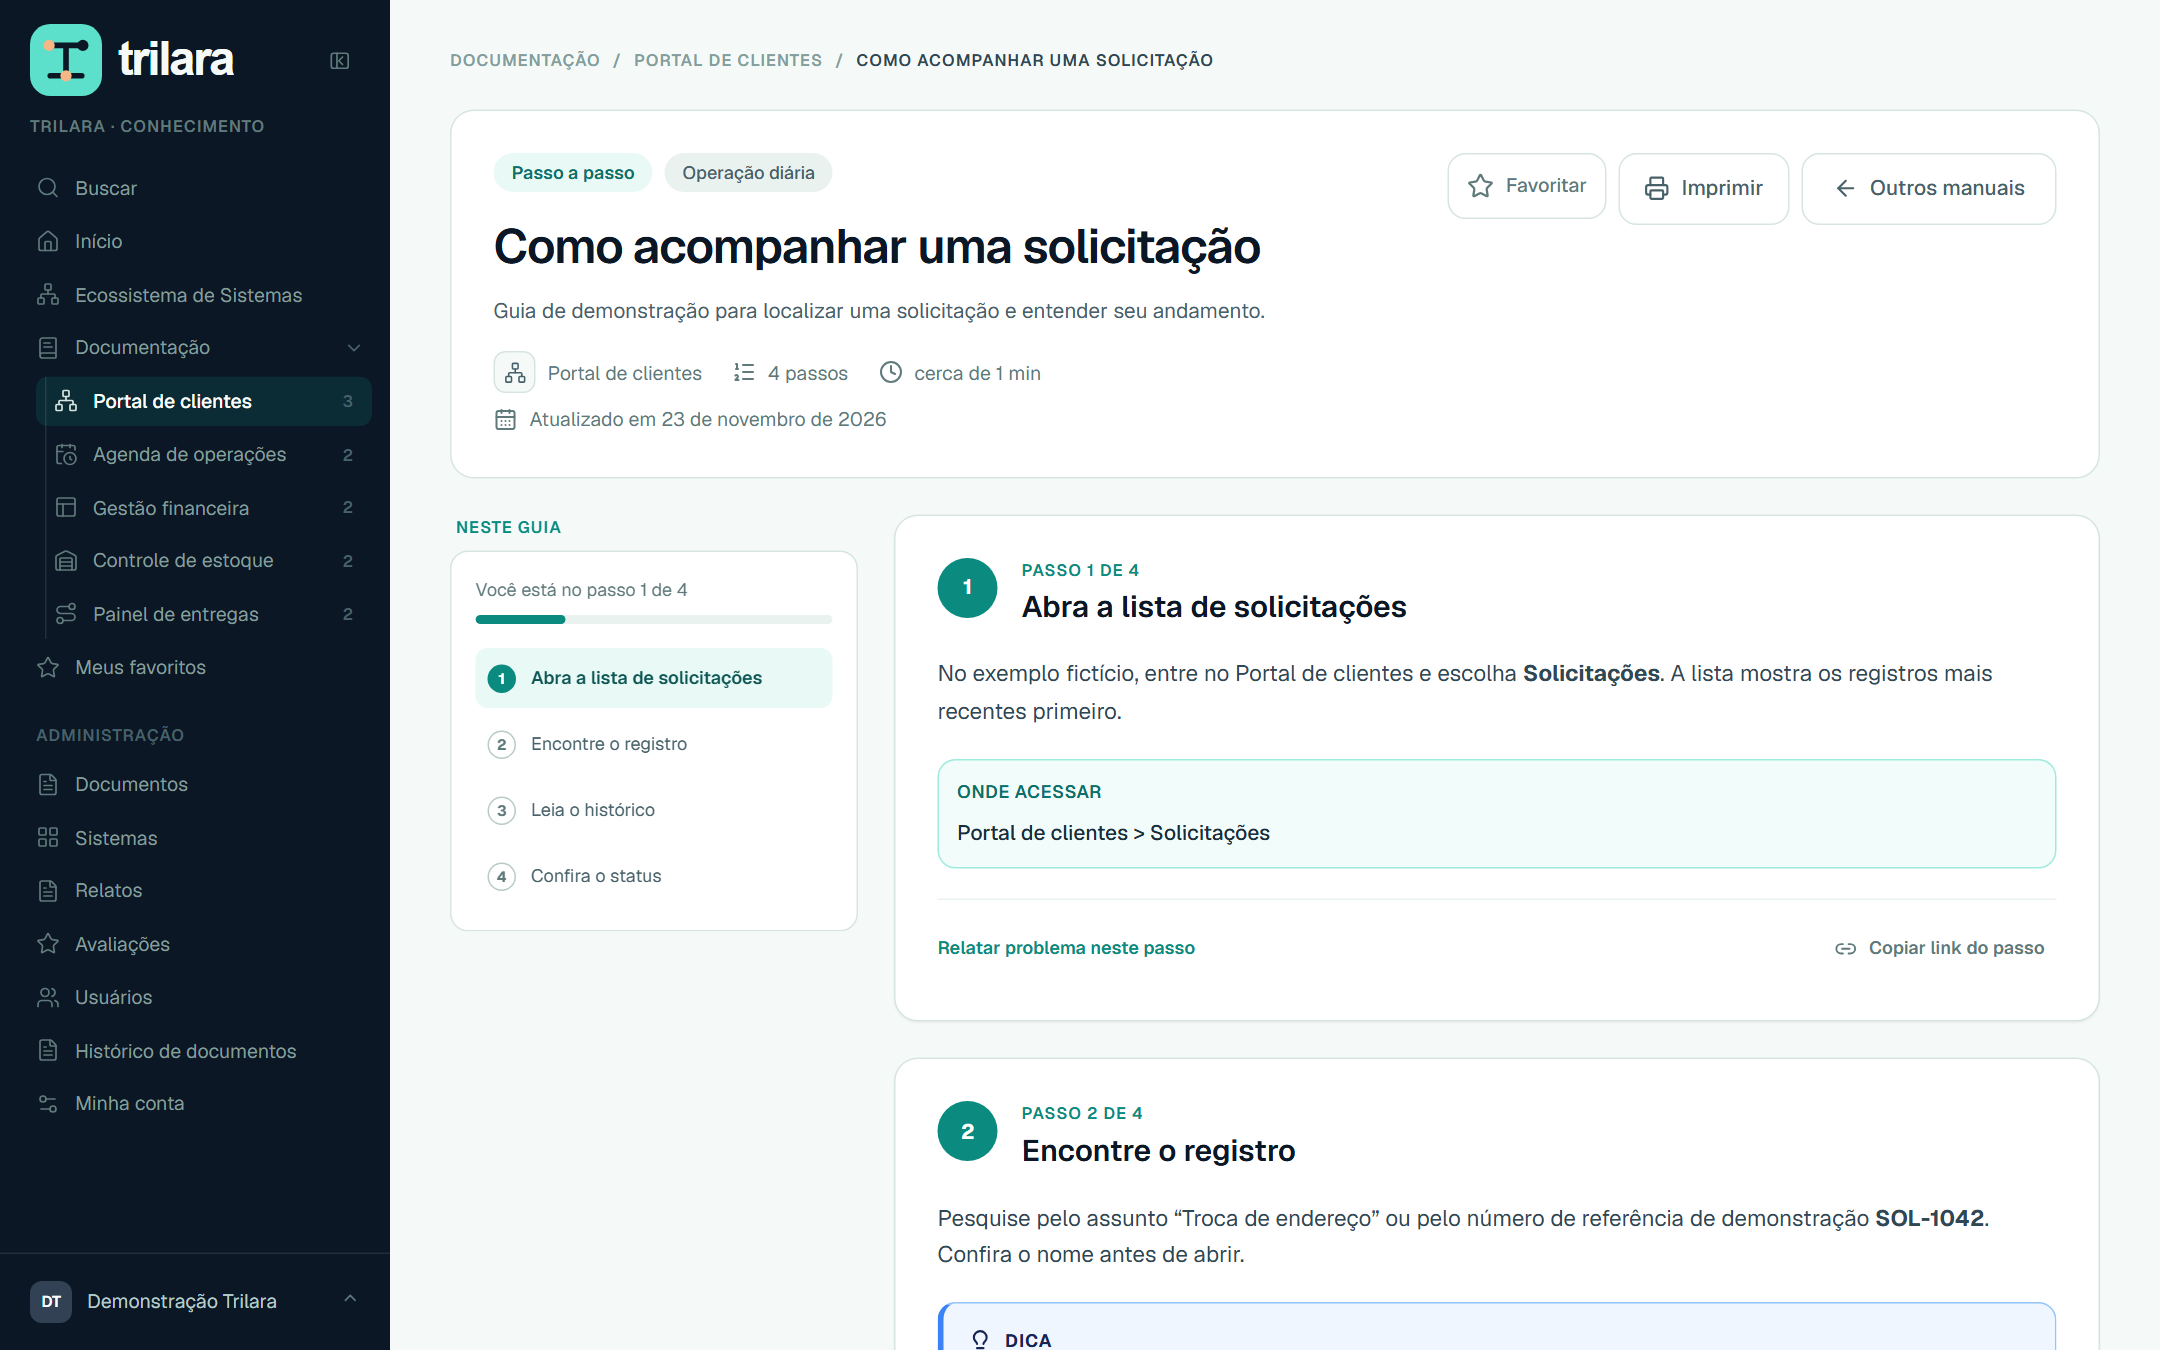 trilara
TRILARA · CONHECIMENTO
Buscar
Início
Ecossistema de Sistemas
Documentação
Portal de clientes 3
Agenda de operações 2
Gestão financeira 2
Controle de estoque 2
Painel de entregas 2
Meus favoritos
ADMINISTRAÇÃO
Documentos
Sistemas
Relatos
Avaliações
Usuários
Histórico de documentos
Minha conta
DT Demonstração Trilara
DOCUMENTAÇÃO / PORTAL DE CLIENTES / COMO ACOMPANHAR UMA SOLICITAÇÃO
Passo a passo Operação diária
Favoritar Imprimir Outros manuais
Como acompanhar uma solicitação
Guia de demonstração para localizar uma solicitação e entender seu andamento.
Portal de clientes 4 passos cerca de 1 min
Atualizado em 23 de novembro de 2026
NESTE GUIA
Você está no passo 1 de 4
1 Abra a lista de solicitações
2 Encontre o registro
3 Leia o histórico
4 Confira o status
1 PASSO 1 DE 4
Abra a lista de solicitações
No exemplo fictício, entre no Portal de clientes e escolha Solicitações. A lista mostra os registros mais
recentes primeiro.
ONDE ACESSAR
Portal de clientes > Solicitações
Relatar problema neste passo Copiar link do passo
2 PASSO 2 DE 4
Encontre o registro
Pesquise pelo assunto “Troca de endereço” ou pelo número de referência de demonstração SOL-1042.
Confira o nome antes de abrir.
DICA